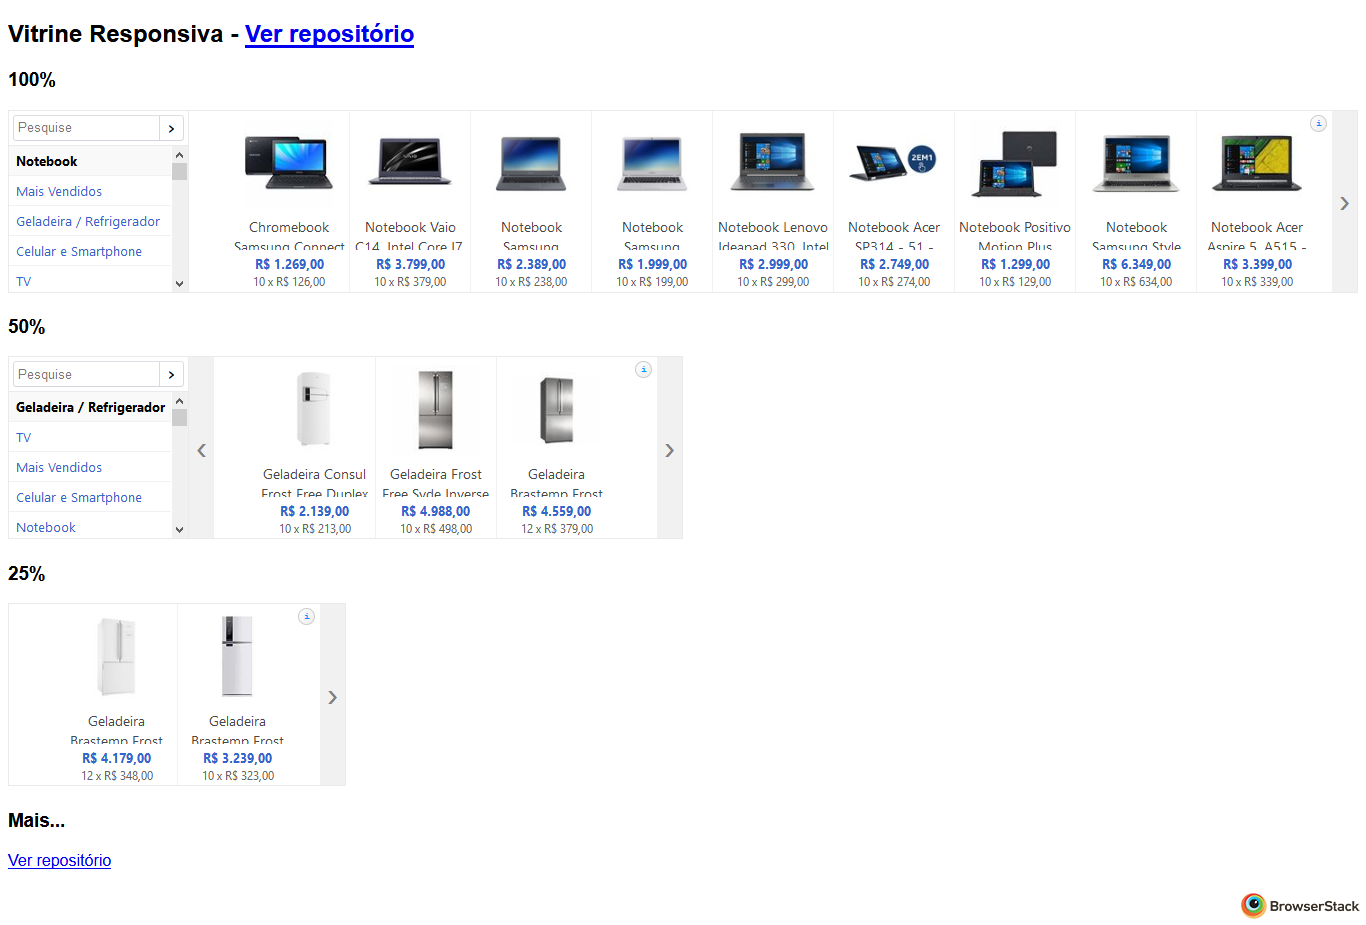 Vitrine Responsiva - Ver repositório
100%
Pesquise
Notebook
Mais Vendidos
Geladeira / Refrigerador
Celular e Smartphone
TV
Chromebook
Samsung Connect
R$ 1.269,00
10 x R$ 126,00
Notebook Vaio
C14, Intel Core I7
R$ 3.799,00
10 x R$ 379,00
Notebook
Samsung
R$ 2.389,00
10 x R$ 238,00
Notebook
Samsung
R$ 1.999,00
10 x R$ 199,00
Notebook Lenovo
Ideapad 330, Intel
R$ 2.999,00
10 x R$ 299,00
2EM1
Notebook Acer
SP314 - 51 -
R$ 2.749,00
10 x R$ 274,00
Notebook Positivo
Motion Plus
R$ 1.299,00
10 x R$ 129,00
Notebook
Samsung Style
R$ 6.349,00
10 x R$ 634,00
Notebook Acer
Aspire 5, A515 -
R$ 3.399,00
10 x R$ 339,00
50%
Pesquise
Geladeira / Refrigerador
TV
Mais Vendidos
Celular e Smartphone
Notebook
Geladeira Consul
Frost Free Duplex
R$ 2.139,00
10 x R$ 213,00
Geladeira Frost
Free Syde Inverse
R$ 4.988,00
10 x R$ 498,00
Geladeira
Brastemp Frost
R$ 4.559,00
12 x R$ 379,00
25%
Geladeira
Brastemp Frost
R$ 4.179,00
12 x R$ 348,00
Geladeira
Brastemp Frost
R$ 3.239,00
10 x R$ 323,00
Mais...
Ver repositório
BrowserStack